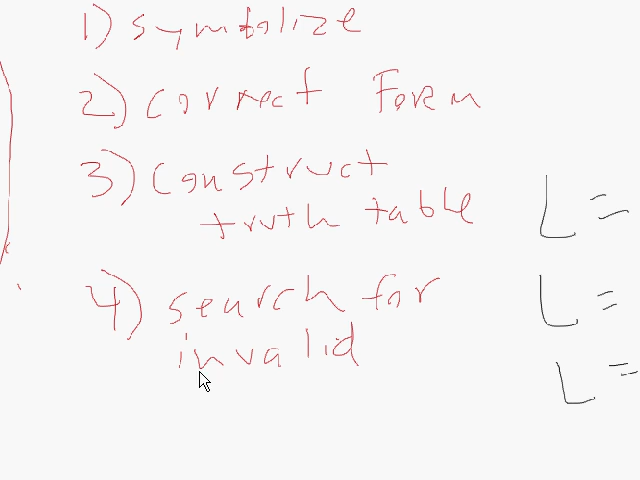 1) symbolize
2) correct Form
3) construct
truth table
L =
4) search for
L =
invalid
L =